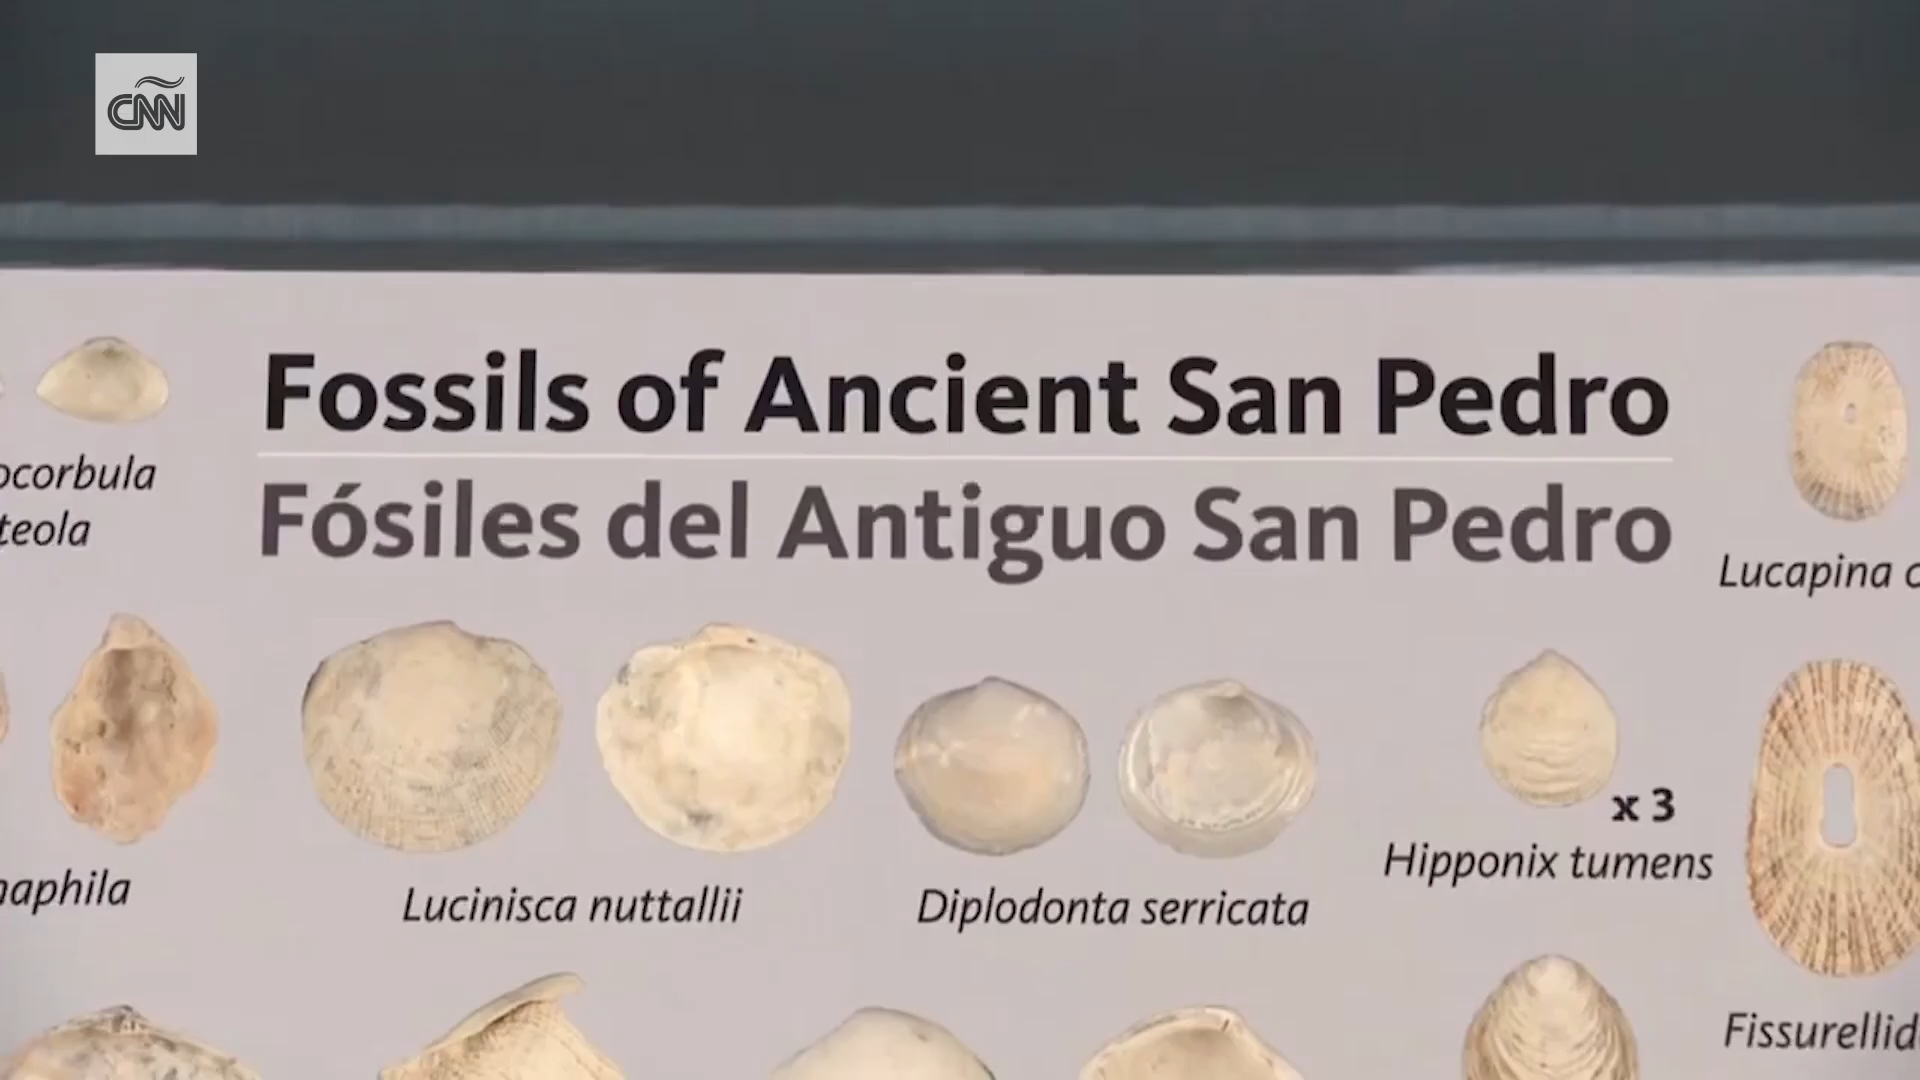 CNN
Fossils of Ancient San Pedro
Fósiles del Antiguo San Pedro
ocorbula
teola
Lucapina c
naphila
Lucinisca nuttallii
Diplodonta serricata
x 3
Hipponix tumens
Fissurellid